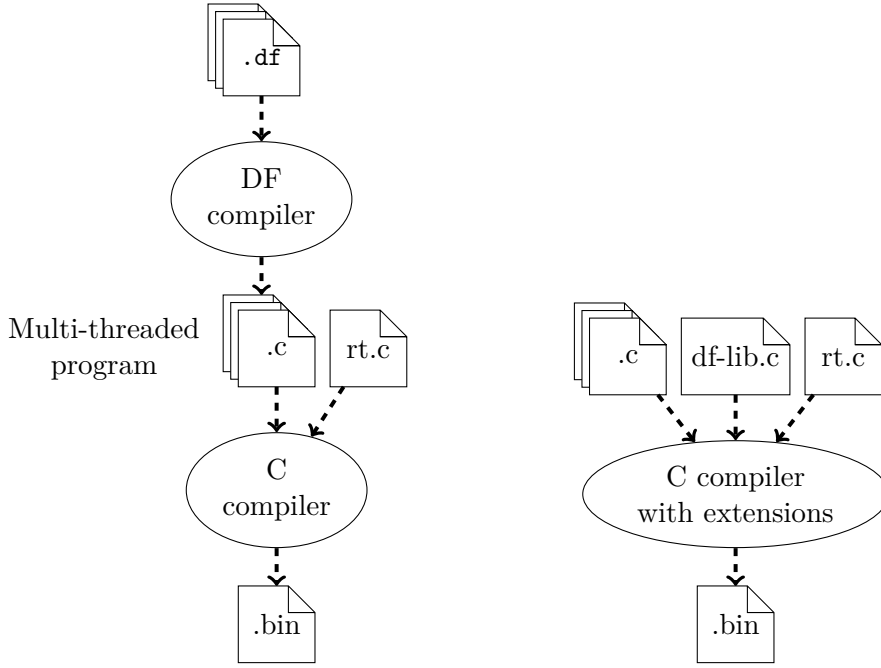 .df
DF
compiler
Multi-threaded
program
.c
rt.c
C
compiler
.bin
.c
df-lib.c
rt.c
C compiler
with extensions
.bin